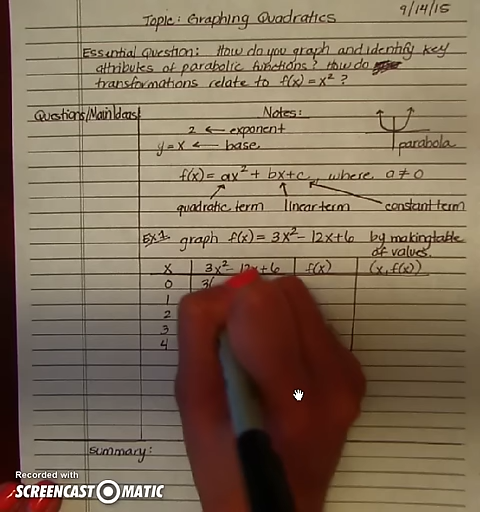 Topic: Graphing Quadratics
9/14/15
Essential Question: How do you graph and identify key
attributes of parabolic functions? How do
transformations relate to f(x) = x² ?
Questions/Main Ideas
Notes:
2 ← exponent
y = x ← base
parabola
f(x) = ax² + bx + c, where a ≠ 0
quadratic term linear term constant term
Ex.1 graph f(x) = 3x² - 12x + 6 by making table
of values.
x 3x² - 12x + 6 f(x) (x, f(x))
0 3(
1
2
3
4
summary:
Recorded with
SCREENCAST-O-MATIC